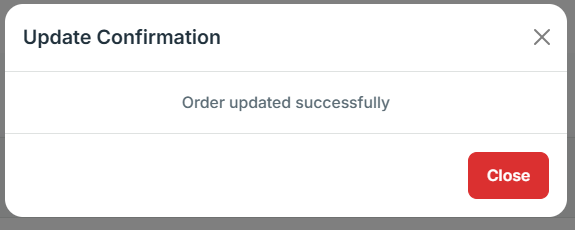 Update Confirmation
Order updated successfully
Close